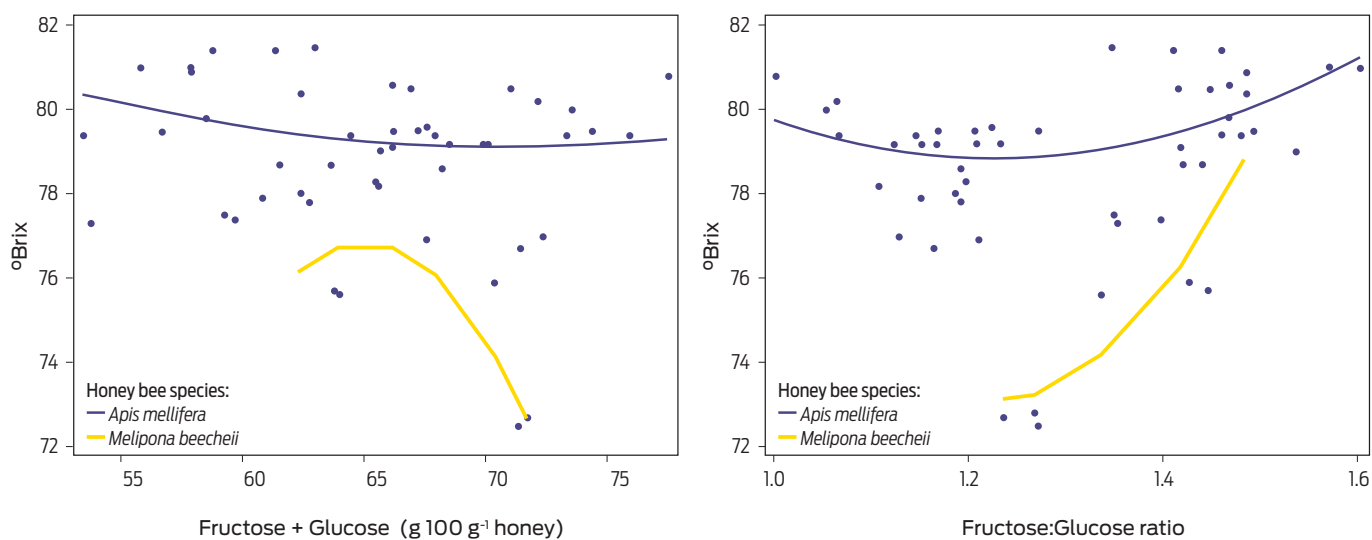 82
80
78
76
74
72
ºBrix
Honey bee species:
Apis mellifera
Melipona beecheii
55 60 65 70 75
Fructose + Glucose (g 100 g⁻¹ honey)
82
80
78
76
74
72
ºBrix
Honey bee species:
Apis mellifera
Melipona beecheii
1.0 1.2 1.4 1.6
Fructose:Glucose ratio